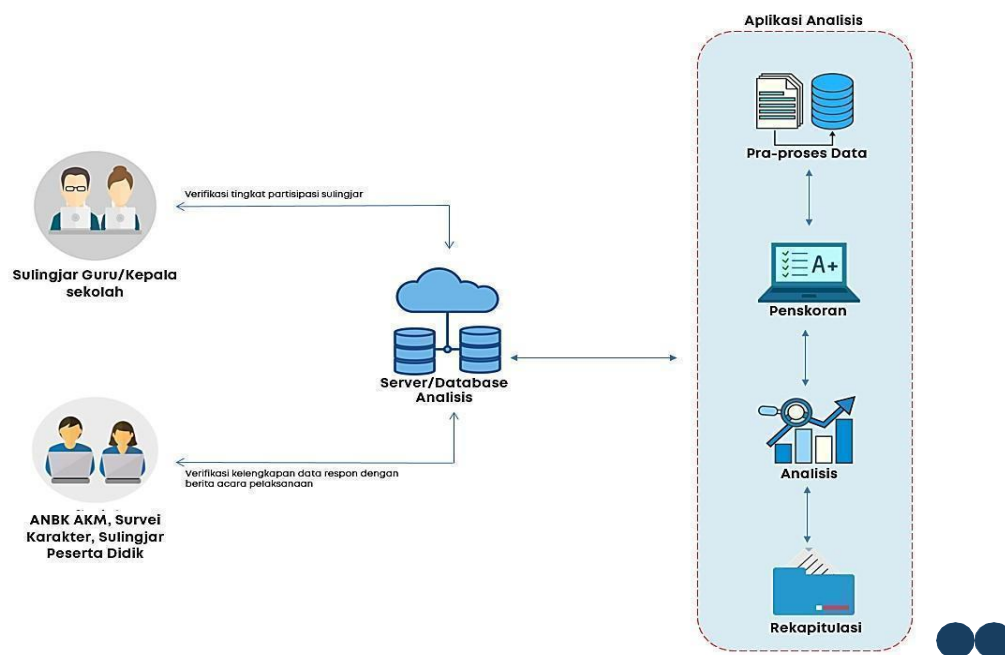 Aplikasi Analisis
Pra-proses Data
Verifikasi tingkat partisipasi sulingjar
Sulingjar Guru/Kepala
sekolah
A+
Penskoran
Server/Database
Analisis
Verifikasi kelengkapan data respon dengan
berita acara pelaksanaan
Analisis
ANBK AKM, Survei
Karakter, Sulingjar
Peserta Didik
Rekapitulasi